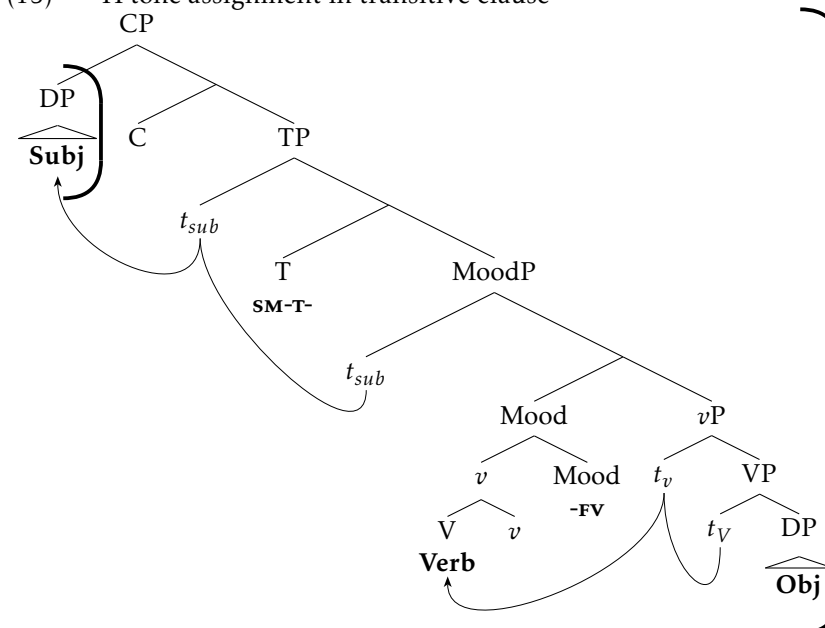 (15) H tone assignment in transitive clause
CP
DP
C TP
Subj
t_sub
T MoodP
SM-T-
t_sub
Mood vP
v Mood t_v VP
-FV
V v t_V DP
Verb Obj